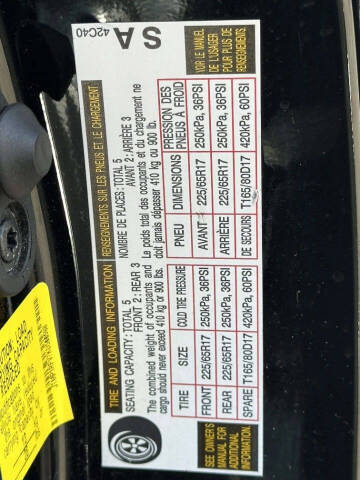 TIRE AND LOADING INFORMATION
SEATING CAPACITY: TOTAL 5
FRONT 2: REAR 3
The combined weight of occupants and
cargo should never exceed 410 kg or 900 lbs.
TIRE SIZE COLD TIRE PRESSURE
FRONT 225/65R17 250kPa, 36PSI
REAR 225/65R17 250kPa, 36PSI
SPARE T165/80D17 420kPa, 60PSI
SEE OWNER'S
MANUAL FOR
ADDITIONAL
INFORMATION.
RENSEIGNEMENTS SUR LES PNEUS ET LE CHARGEMENT
NOMBRE DE PLACES: TOTAL 5
AVANT 2: ARRIÈRE 3
Le poids total des occupants et du chargement ne
doit jamais dépasser 410 kg ou 900 lb.
PNEU DIMENSIONS PRESSION DES
PNEUS À FROID
AVANT 225/65R17 250kPa, 36PSI
ARRIÈRE 225/65R17 250kPa, 36PSI
DE SECOURS T165/80D17 420kPa, 60PSI
VOIR LE MANUEL
DE L'USAGER
POUR PLUS DE
RENSEIGNEMENTS.
S A
42C40